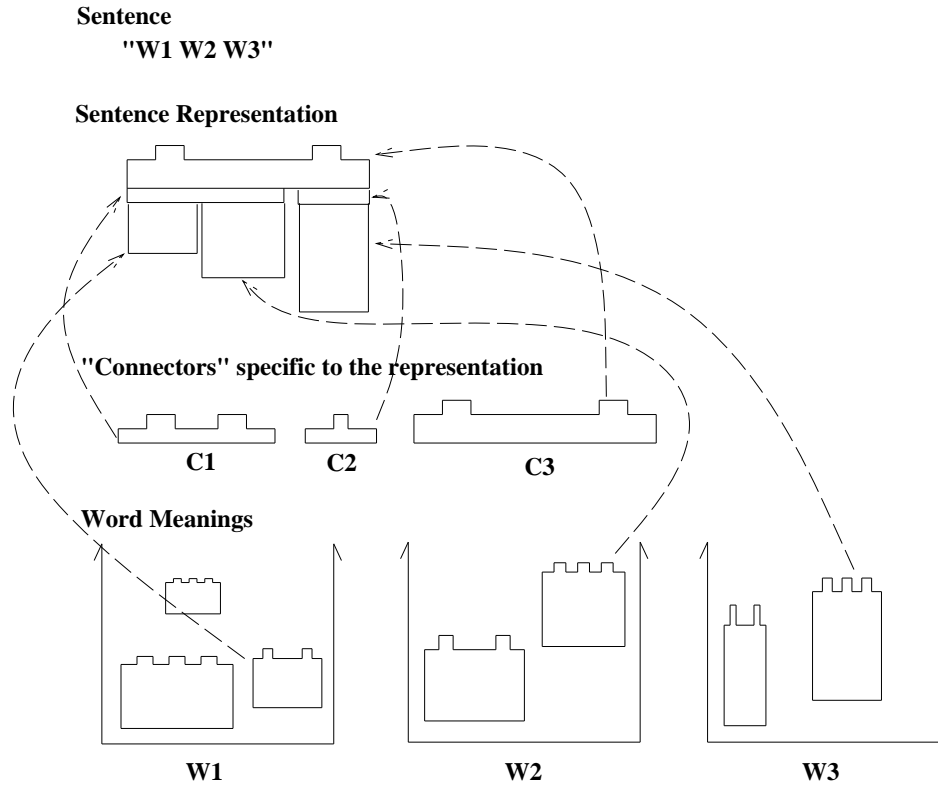 Sentence
"W1 W2 W3"
Sentence Representation
"Connectors" specific to the representation
C1 C2 C3
Word Meanings
W1 W2 W3